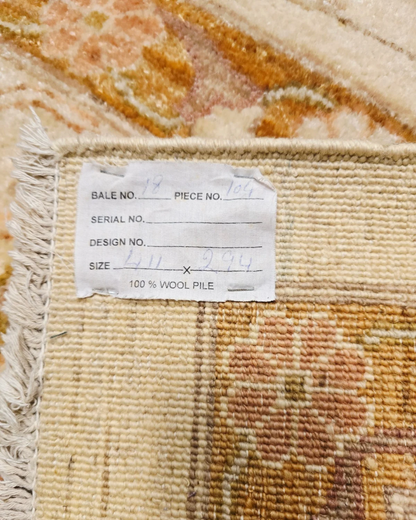 BALE NO. 18 PIECE NO. 104
SERIAL NO.
DESIGN NO.
SIZE 411 x 294
100 % WOOL PILE